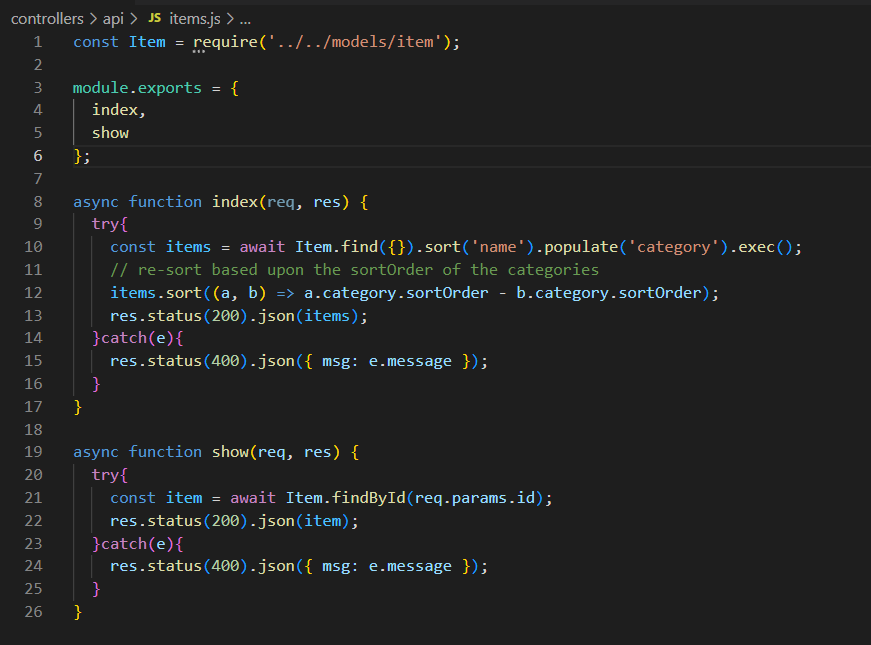 controllers > api > JS items.js > ...
1 const Item = require('../../models/item');
2
3 module.exports = {
4   index,
5   show
6 };
7
8 async function index(req, res) {
9   try{
10     const items = await Item.find({}).sort('name').populate('category').exec();
11     // re-sort based upon the sortOrder of the categories
12     items.sort((a, b) => a.category.sortOrder - b.category.sortOrder);
13     res.status(200).json(items);
14   }catch(e){
15     res.status(400).json({ msg: e.message });
16   }
17 }
18
19 async function show(req, res) {
20   try{
21     const item = await Item.findById(req.params.id);
22     res.status(200).json(item);
23   }catch(e){
24     res.status(400).json({ msg: e.message });
25   }
26 }